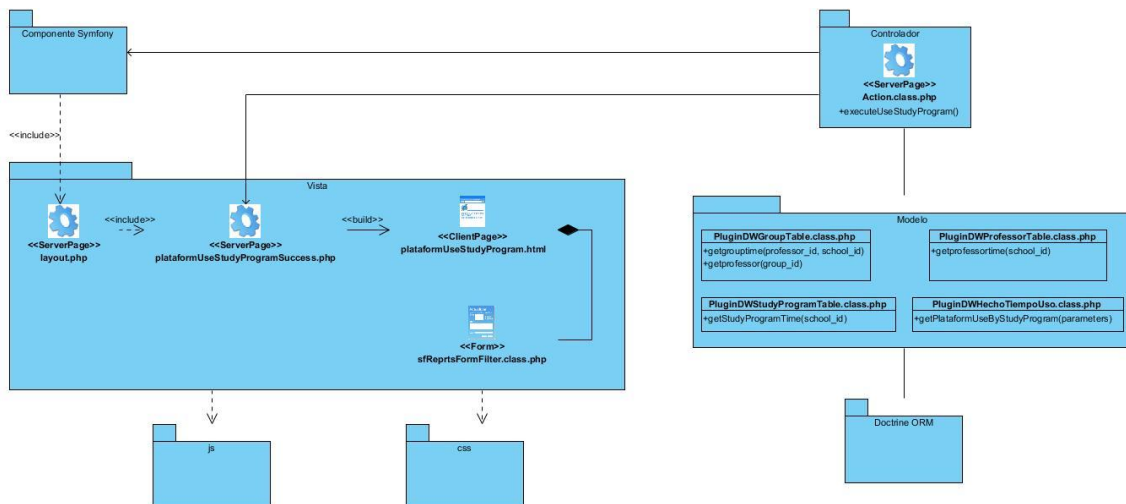 Componente Symfony
Controlador
<<ServerPage>>
Action.class.php
+executeUseStudyProgram()
<<include>>
Vista
<<include>>
<<build>>
<<ServerPage>>
layout.php
<<ServerPage>>
plataformUseStudyProgramSuccess.php
<<ClientPage>>
plataformUseStudyProgram.html
<<Form>>
sfReprtsFormFilter.class.php
Modelo
PluginDWGroupTable.class.php
+getgrouptime(professor_id, school_id)
+getprofessor(group_id)
PluginDWProfessorTable.class.php
+getprofessortime(school_id)
PluginDWStudyProgramTable.class.php
+getStudyProgramTime(school_id)
PluginDWHechoTiempoUso.class.php
+getPlataformUseByStudyProgram(parameters)
js
css
Doctrine ORM